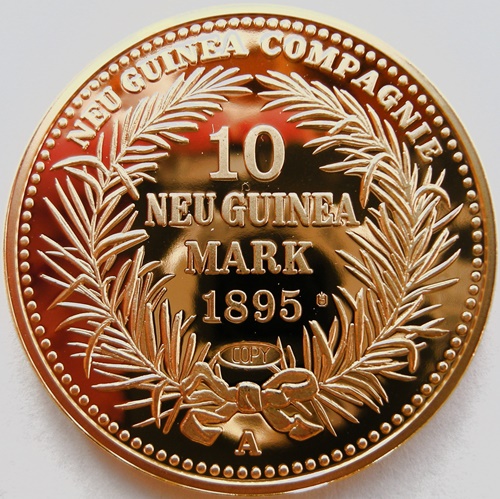 NEU GUINEA COMPAGNIE
10
NEU GUINEA
MARK
1895
COPY
A